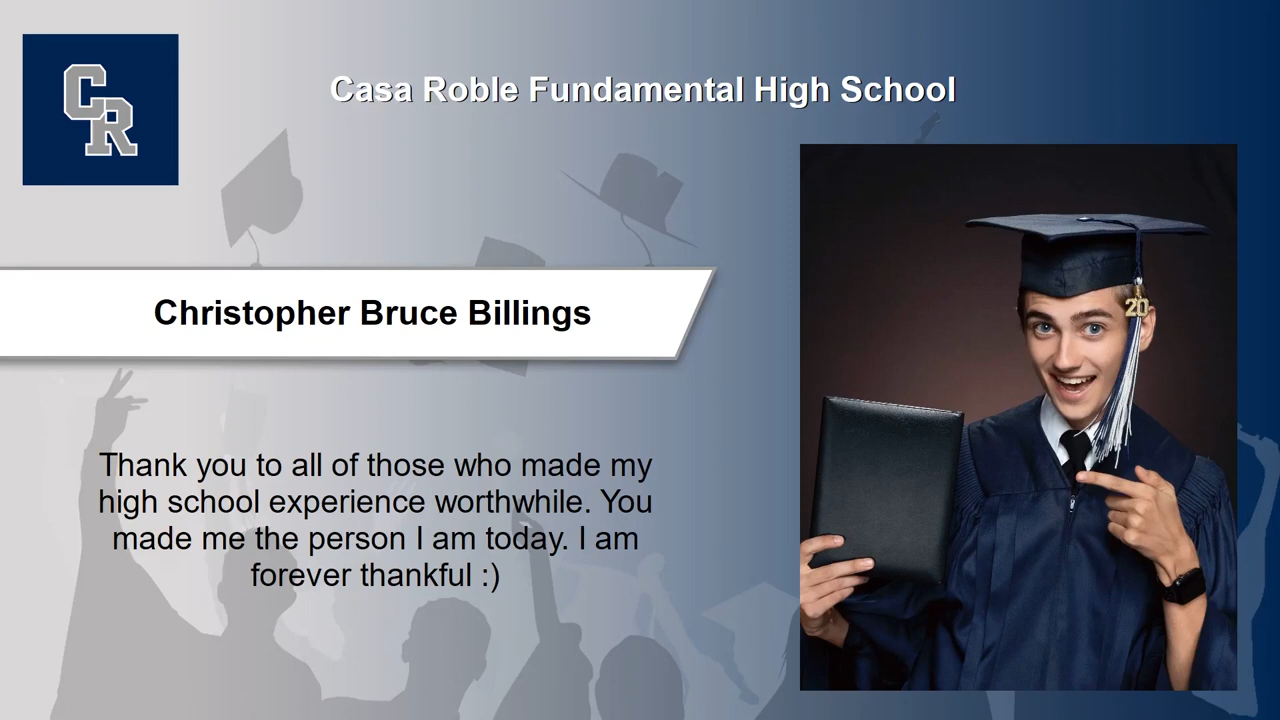 CR
Casa Roble Fundamental High School
Christopher Bruce Billings
20
Thank you to all of those who made my
high school experience worthwhile. You
made me the person I am today. I am
forever thankful :)